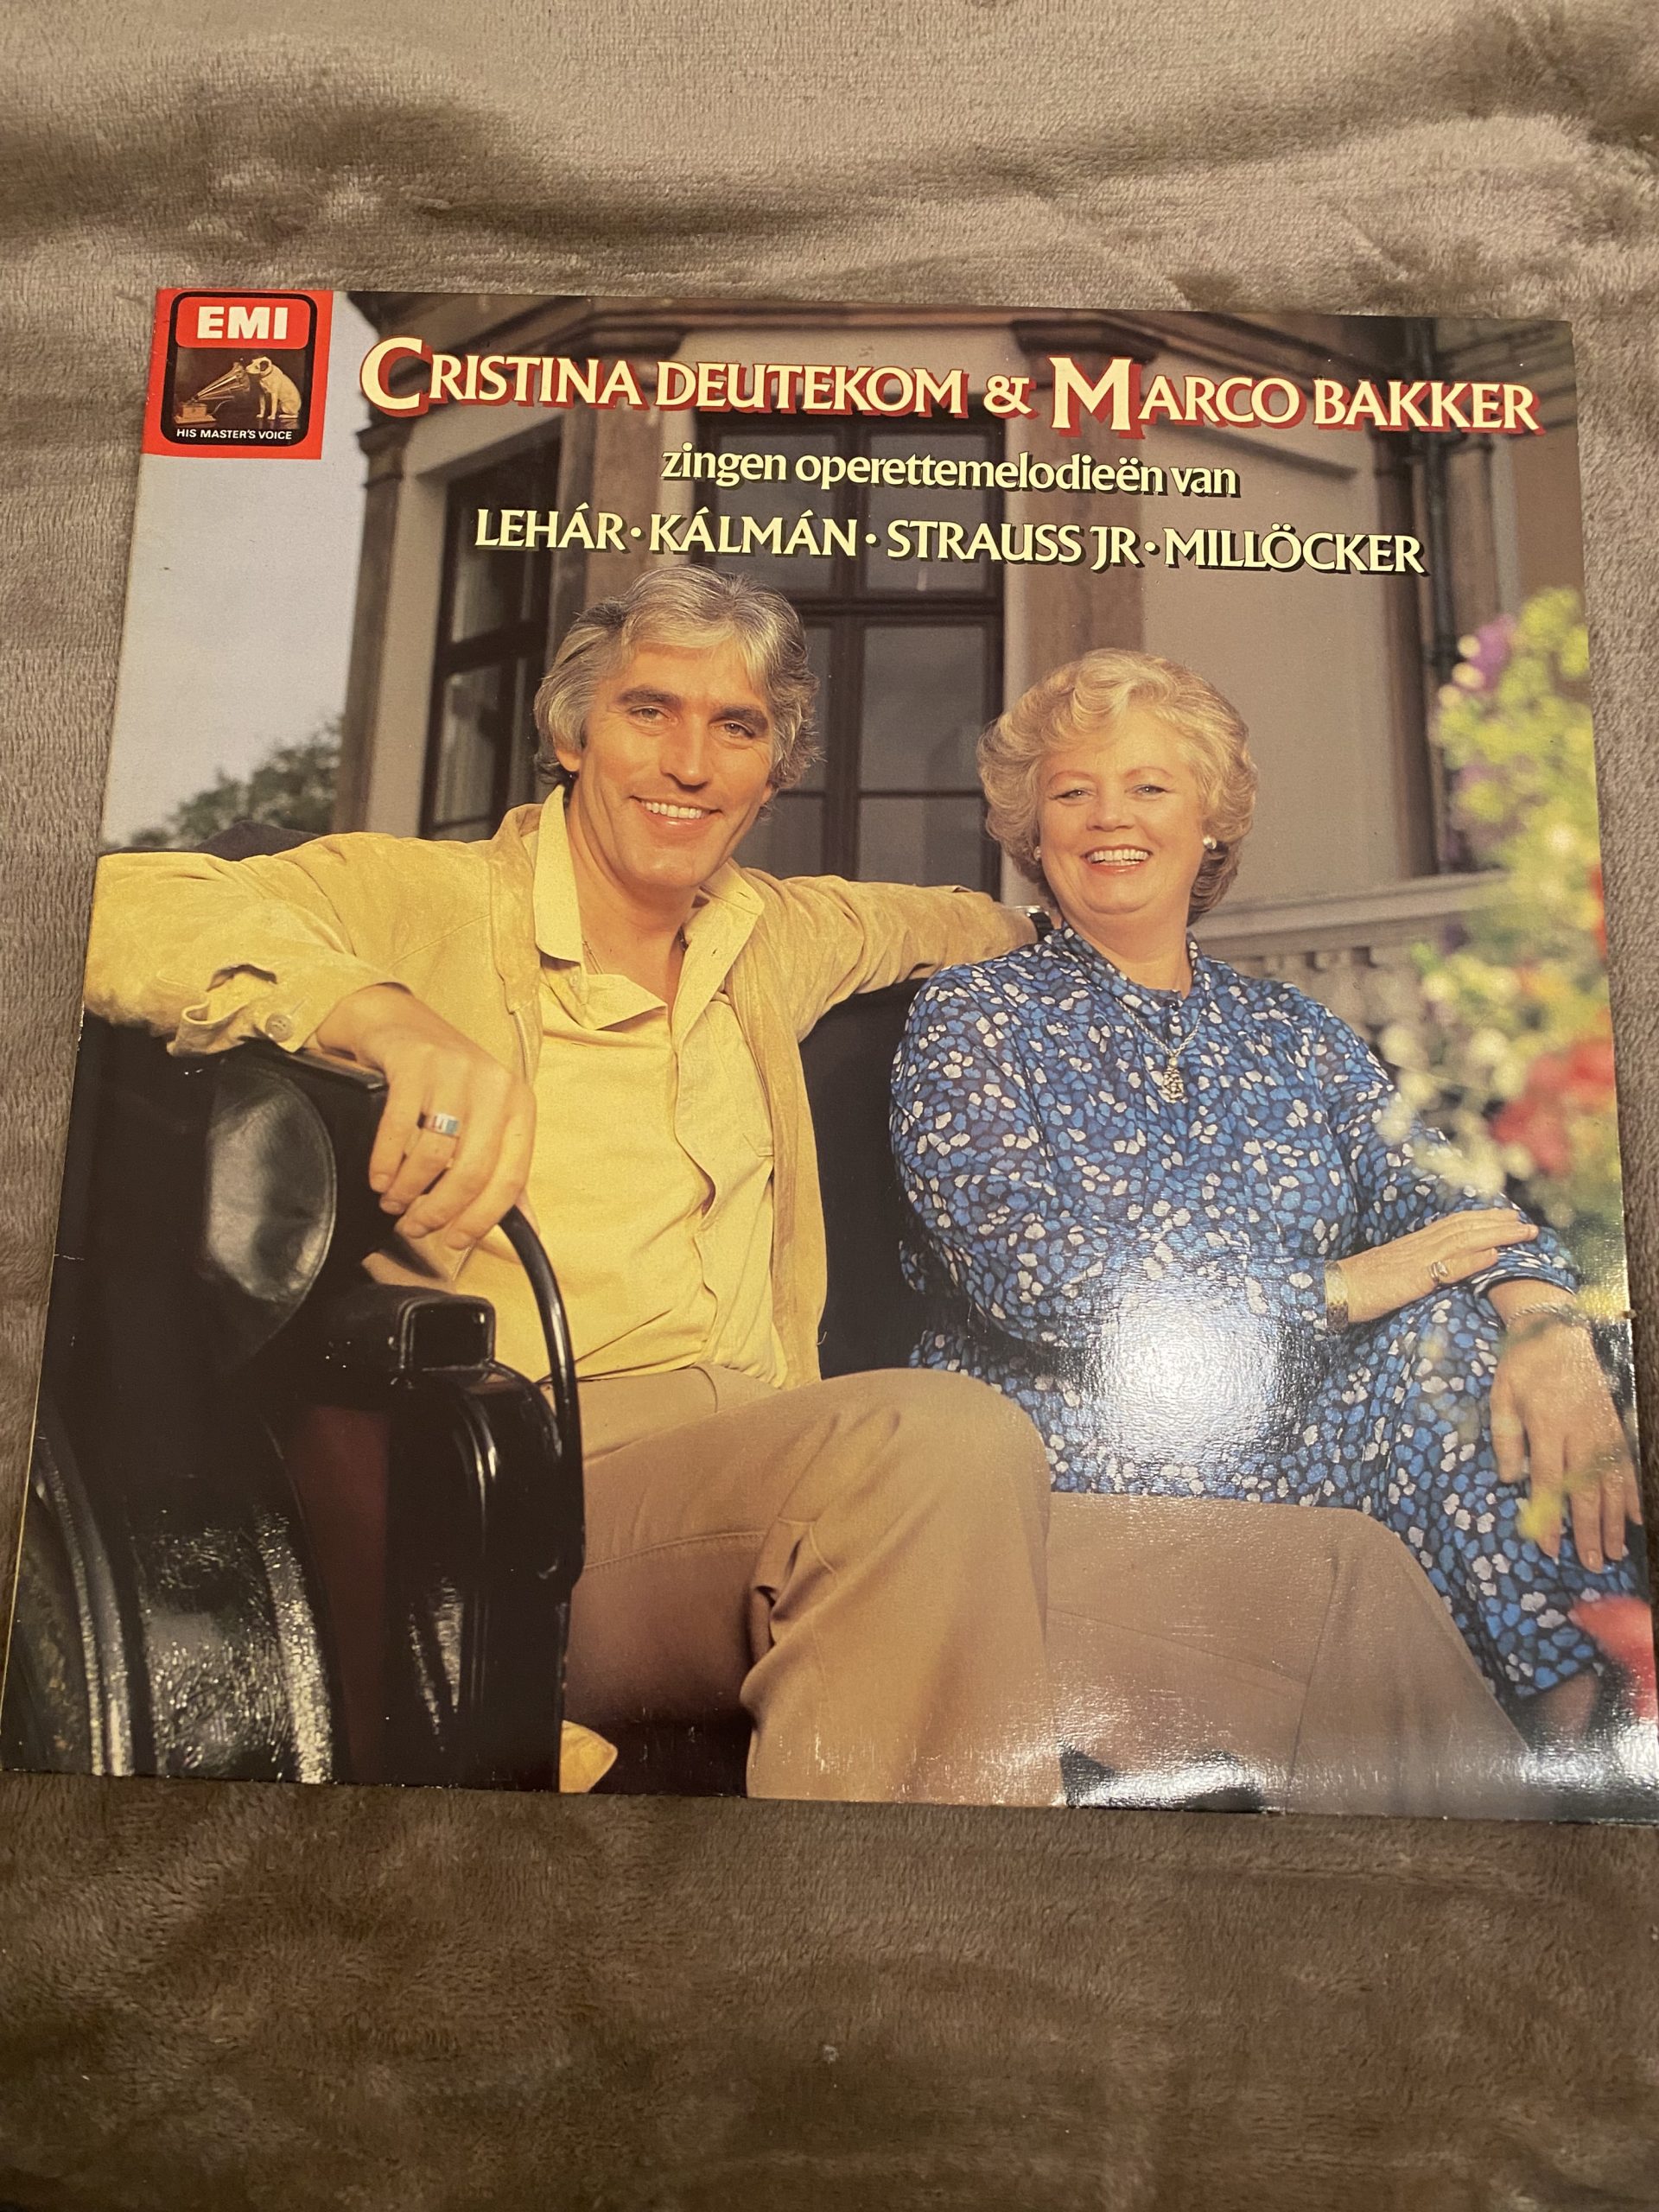 EMI
HIS MASTER'S VOICE
CRISTINA DEUTEKOM & MARCO BAKKER
zingen operettemelodieën van
LEHÁR · KÁLMÁN · STRAUSS JR · MILLÖCKER